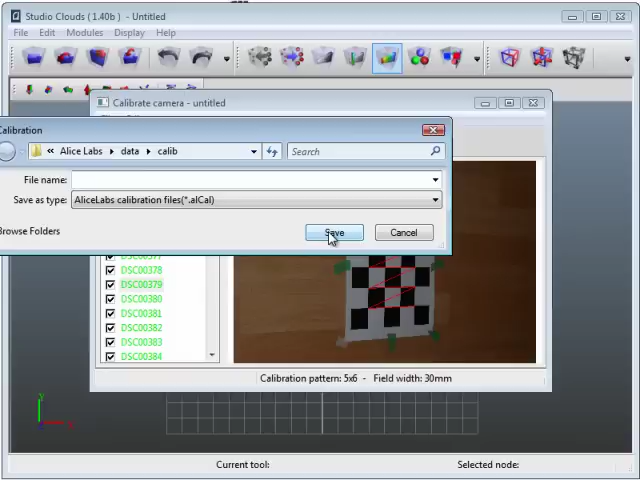 Studio Clouds (1.40b) - Untitled
File Edit Modules Display Help
Calibrate camera - untitled
Calibration
« Alice Labs data calib Search
File name:
Save as type: AliceLabs calibration files(*.alCal)
Browse Folders Save Cancel
DSC00378
DSC00379
DSC00380
DSC00381
DSC00382
DSC00383
DSC00384
Calibration pattern: 5x6 - Field width: 30mm
y
x
Current tool: Selected node: